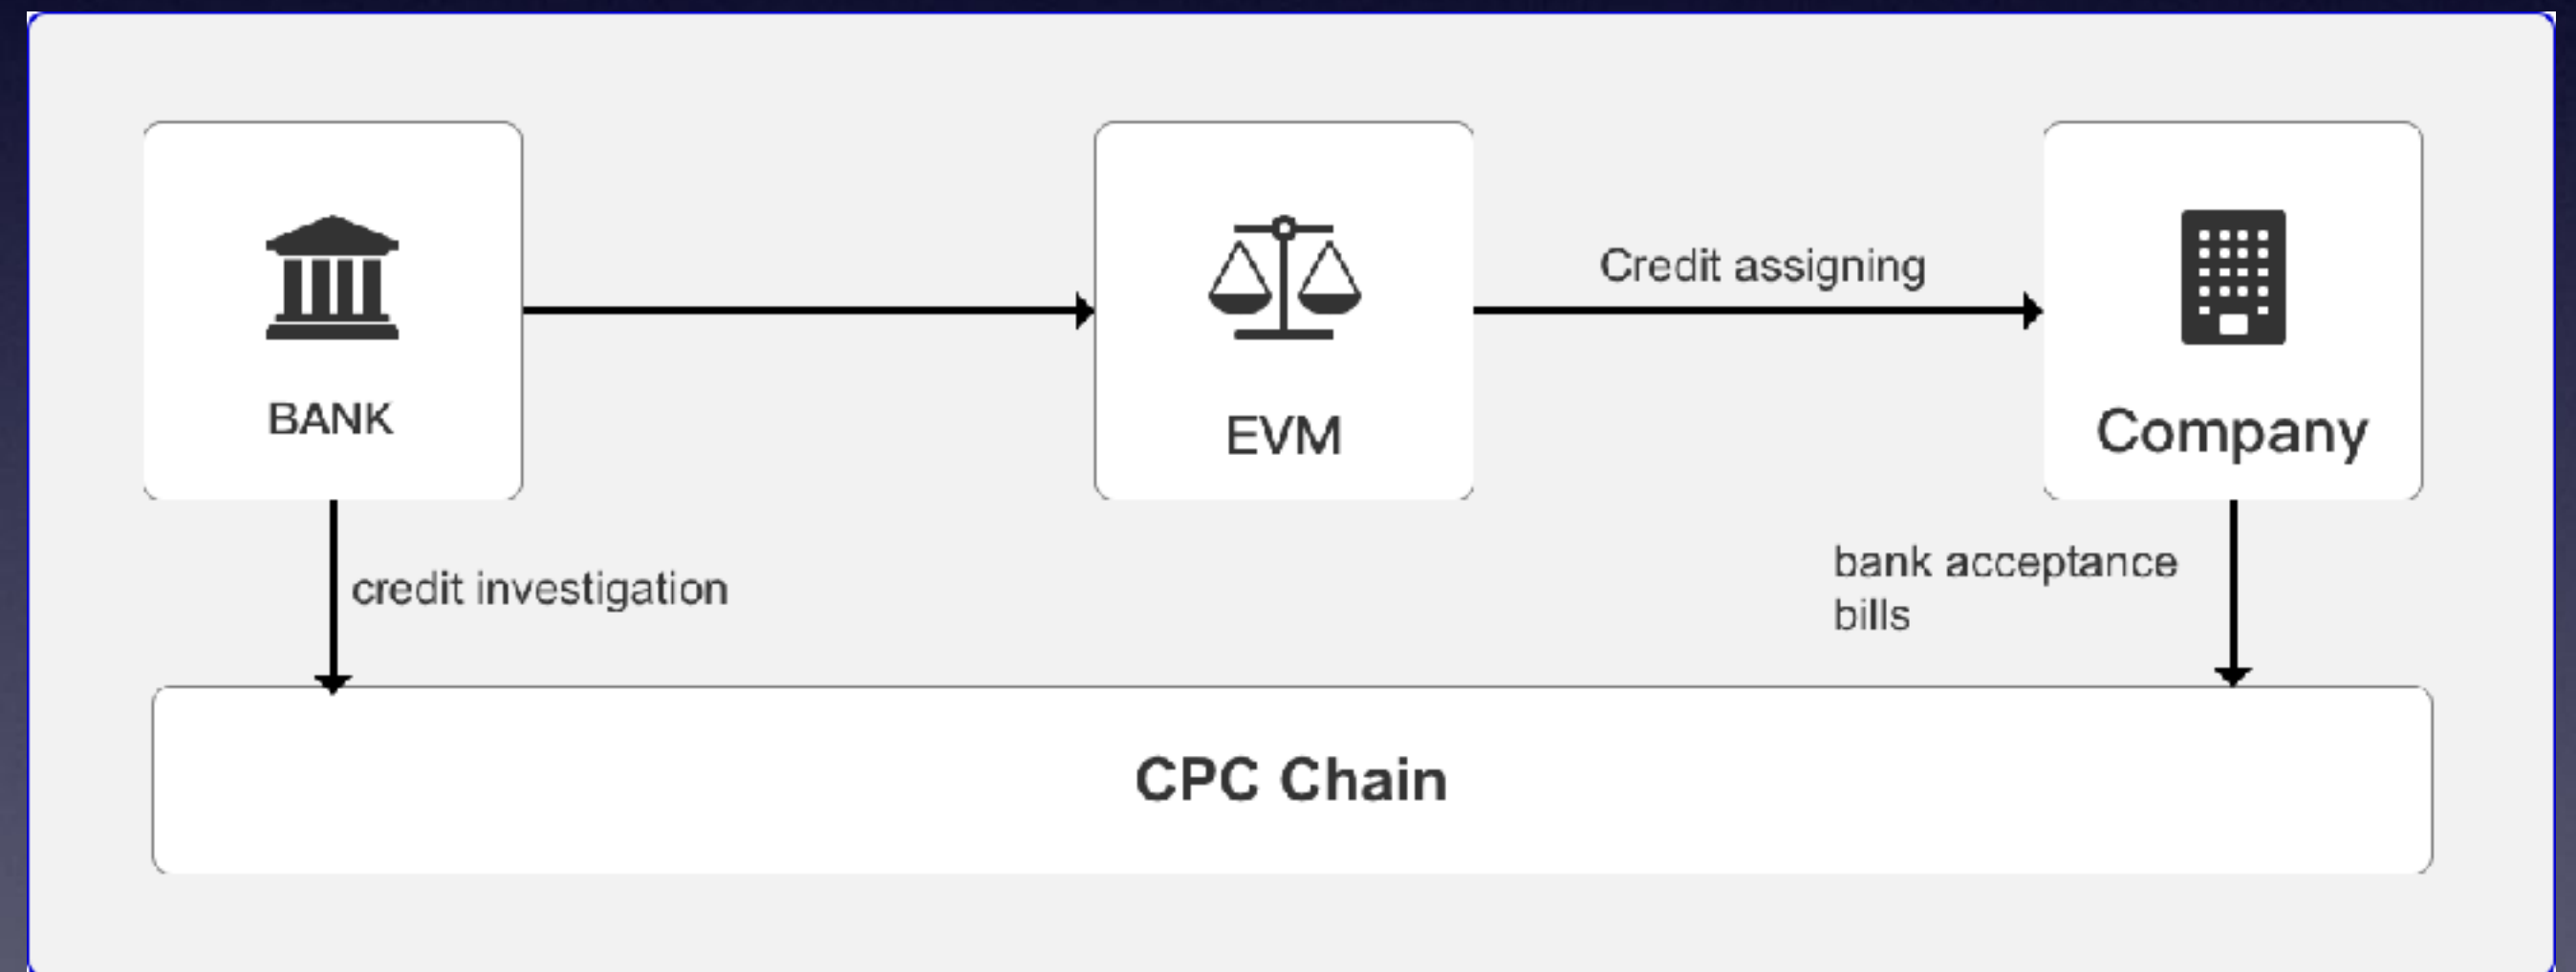 Credit assigning
BANK
EVM
Company
credit investigation
bank acceptance
bills
CPC Chain